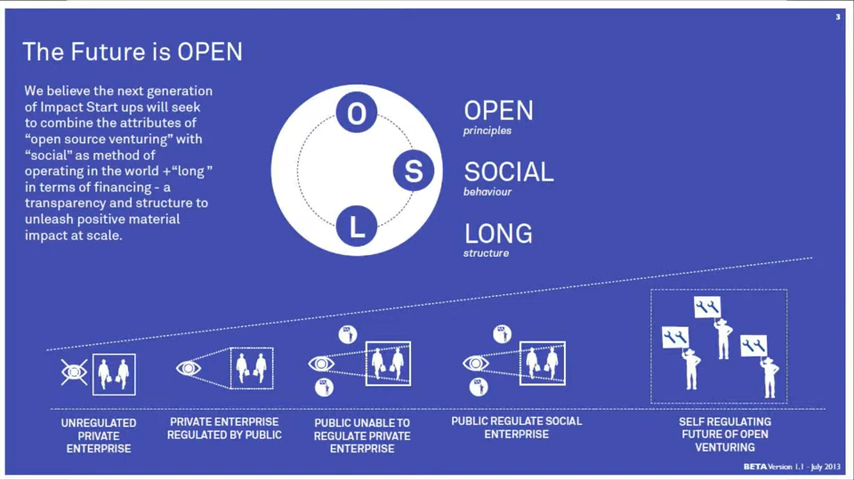 3
The Future is OPEN
We believe the next generation
of Impact Start ups will seek
to combine the attributes of
“open source venturing” with
“social” as method of
operating in the world +“long ”
in terms of financing - a
transparency and structure to
unleash positive material
impact at scale.
O
S
L
OPEN
principles
SOCIAL
behaviour
LONG
structure
UNREGULATED
PRIVATE
ENTERPRISE
PRIVATE ENTERPRISE
REGULATED BY PUBLIC
PUBLIC UNABLE TO
REGULATE PRIVATE
ENTERPRISE
PUBLIC REGULATE SOCIAL
ENTERPRISE
SELF REGULATING
FUTURE OF OPEN
VENTURING
BETA Version 1.1 - July 2013